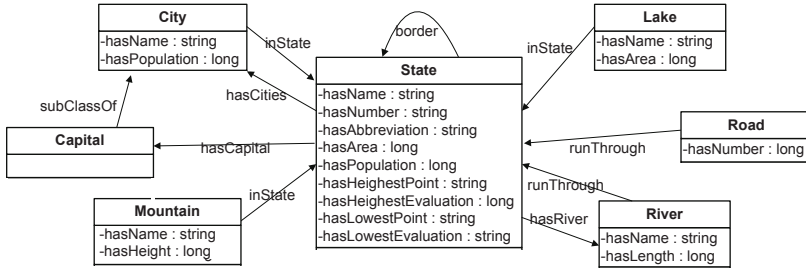 City
-hasName : string
-hasPopulation : long
inState
border
Lake
-hasName : string
-hasArea : long
inState
hasCities
State
-hasName : string
-hasNumber : string
-hasAbbreviation : string
-hasArea : long
-hasPopulation : long
-hasHeighestPoint : string
-hasHeighestEvaluation : long
-hasLowestPoint : string
-hasLowestEvaluation : string
subClassOf
Capital
hasCapital
Road
-hasNumber : long
runThrough
inState
Mountain
-hasName : string
-hasHeight : long
runThrough
hasRiver
River
-hasName : string
-hasLength : long